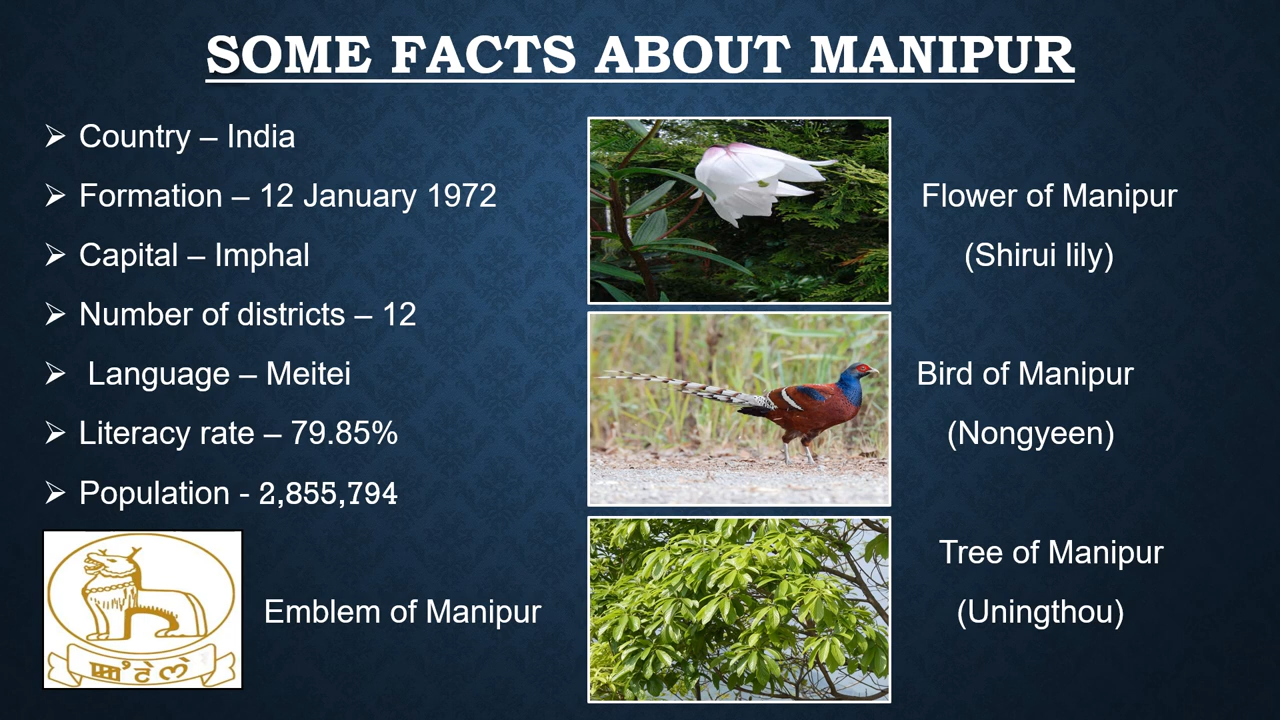 SOME FACTS ABOUT MANIPUR
Country – India
Formation – 12 January 1972
Capital – Imphal
Number of districts – 12
Language – Meitei
Literacy rate – 79.85%
Population - 2,855,794
Emblem of Manipur
Flower of Manipur
(Shirui lily)
Bird of Manipur
(Nongyeen)
Tree of Manipur
(Uningthou)